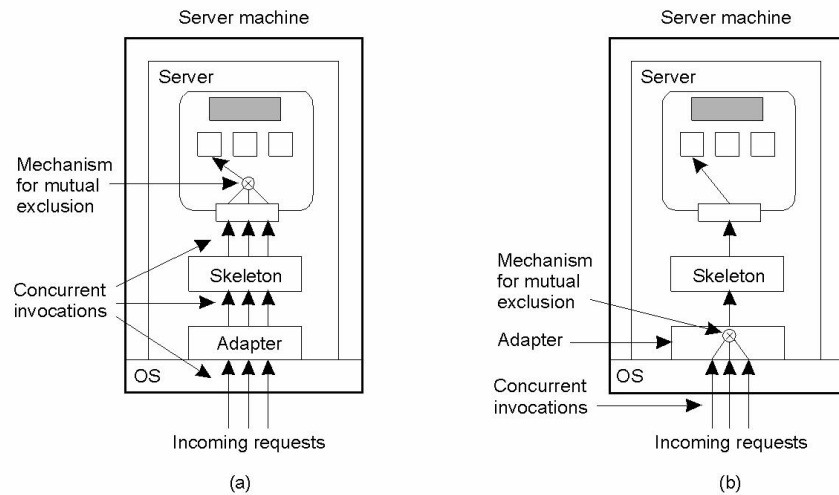 Server machine
Server
Mechanism
for mutual
exclusion
Skeleton
Concurrent
invocations
Adapter
OS
Incoming requests
(a)
Server machine
Server
Mechanism
for mutual
exclusion
Skeleton
Adapter
OS
Concurrent
invocations
Incoming requests
(b)